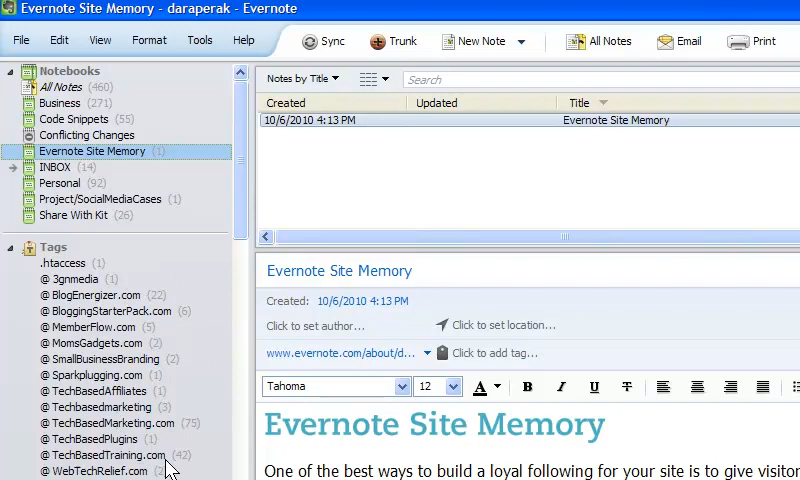 Evernote Site Memory - daraperak - Evernote
File Edit View Format Tools Help Sync Trunk New Note All Notes Email Print
Notebooks
All Notes (460)
Business (271)
Code Snippets (55)
Conflicting Changes
Evernote Site Memory (1)
INBOX (14)
Personal (92)
Project/SocialMediaCases (1)
Share With Kit (26)
Tags
.htaccess (1)
@ 3gnmedia (1)
@ BlogEnergizer.com (22)
@ BloggingStarterPack.com (6)
@ MemberFlow.com (5)
@ MomsGadgets.com (2)
@ SmallBusinessBranding (2)
@ Sparkplugging.com (1)
@ TechBasedAffiliates (1)
@ Techbasedmarketing (3)
@ TechBasedMarketing.com (75)
@ TechBasedPlugins (1)
@ TechBasedTraining.com (42)
@ WebTechRelief.com
Notes by Title Search
Created Updated Title
10/6/2010 4:13 PM Evernote Site Memory
Evernote Site Memory
Created: 10/6/2010 4:13 PM
Click to set author... Click to set location...
www.evernote.com/about/d... Click to add tag...
Tahoma 12 A B I U T
Evernote Site Memory
One of the best ways to build a loyal following for your site is to give visitor